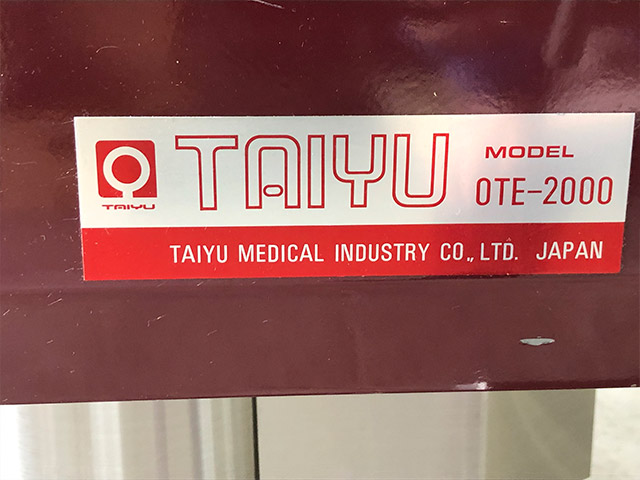 TAIYU
TAIYU
MODEL
OTE-2000
TAIYU MEDICAL INDUSTRY CO., LTD. JAPAN